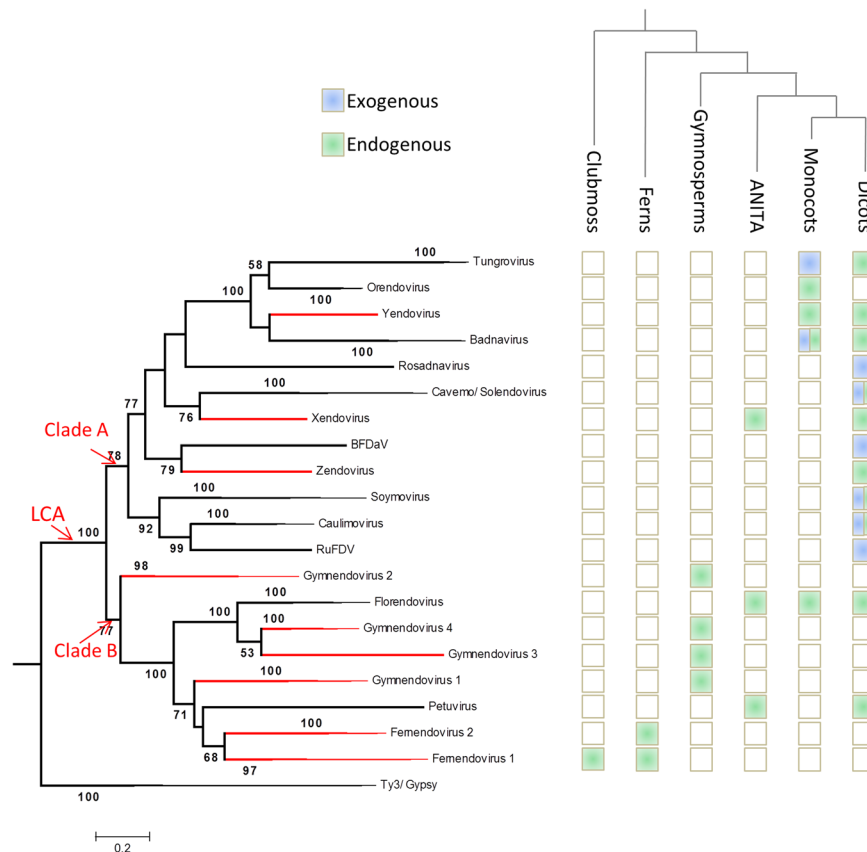 Exogenous
Endogenous
Clubmoss
Ferns
Gymnosperms
ANITA
Monocots
Dicots
100
58
Tungrovirus
100
Orendovirus
100
Yendovirus
Badnavirus
100
Rosadnavirus
77
100
Cavemo/ Solendovirus
76
Xendovirus
Clade A
78
BFDaV
79
Zendovirus
100
Soymovirus
LCA
92
100
Caulimovirus
100
99
RuFDV
98
Gymnendovirus 2
100
Florendovirus
100
77
100
Gymnendovirus 4
Clade B
53
Gymnendovirus 3
100
100
Gymnendovirus 1
71
Petuvirus
100
Fernendovirus 2
68
97
Fernendovirus 1
100
Ty3/ Gypsy
0.2